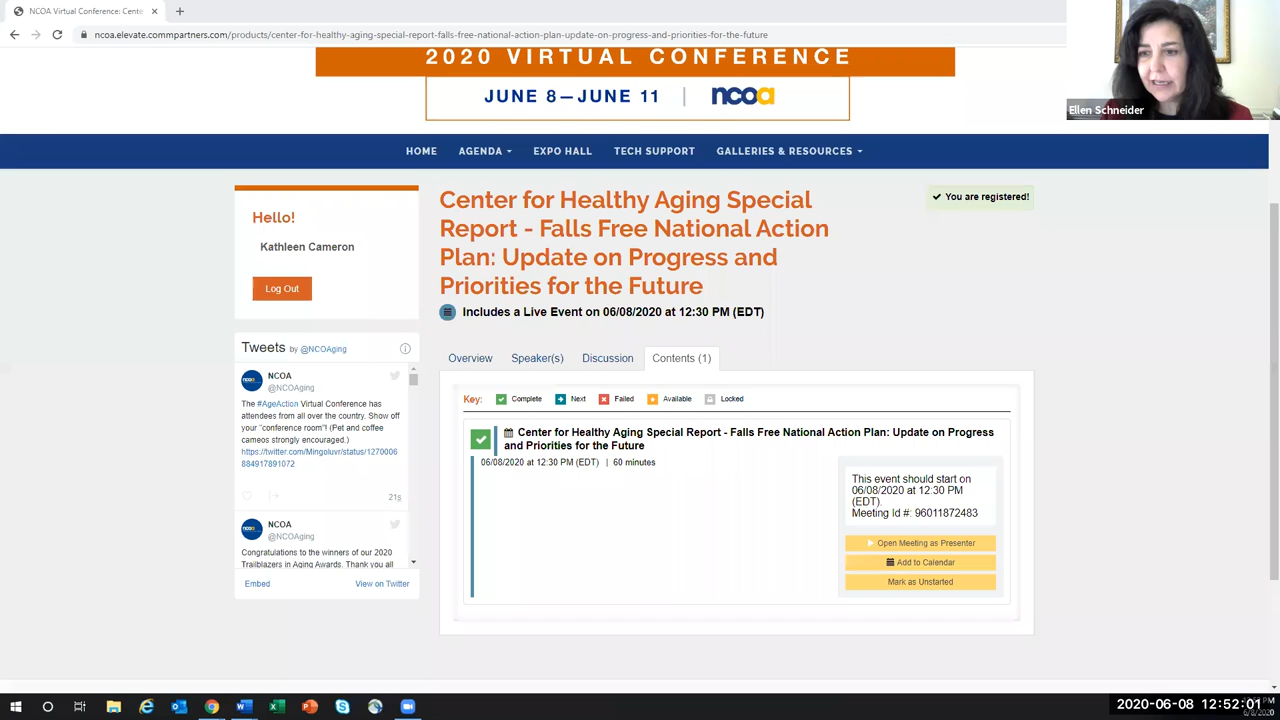 NCOA Virtual Conference: Cente
ncoa.elevate.commpartners.com/products/center-for-healthy-aging-special-report-falls-free-national-action-plan-update-on-progress-and-priorities-for-the-future
2020 VIRTUAL CONFERENCE
JUNE 8—JUNE 11 | ncoa
Ellen Schneider
HOME AGENDA EXPO HALL TECH SUPPORT GALLERIES & RESOURCES
Hello!
Kathleen Cameron
Log Out
Center for Healthy Aging Special
Report - Falls Free National Action
Plan: Update on Progress and
Priorities for the Future
You are registered!
Includes a Live Event on 06/08/2020 at 12:30 PM (EDT)
Tweets by @NCOAging
NCOA
@NCOAging
The #AgeAction Virtual Conference has
attendees from all over the country. Show off
your "conference room"! (Pet and coffee
cameos strongly encouraged.)
https://twitter.com/Mingoluvr/status/1270006
884917891072
21s
NCOA
@NCOAging
Congratulations to the winners of our 2020
Trailblazers in Aging Awards. Thank you all
Embed View on Twitter
Overview Speaker(s) Discussion Contents (1)
Key: Complete Next Failed Available Locked
Center for Healthy Aging Special Report - Falls Free National Action Plan: Update on Progress
and Priorities for the Future
06/08/2020 at 12:30 PM (EDT) | 60 minutes
This event should start on
06/08/2020 at 12:30 PM
(EDT).
Meeting Id #: 96011872483
Open Meeting as Presenter
Add to Calendar
Mark as Unstarted
2020-06-08 12:52:01